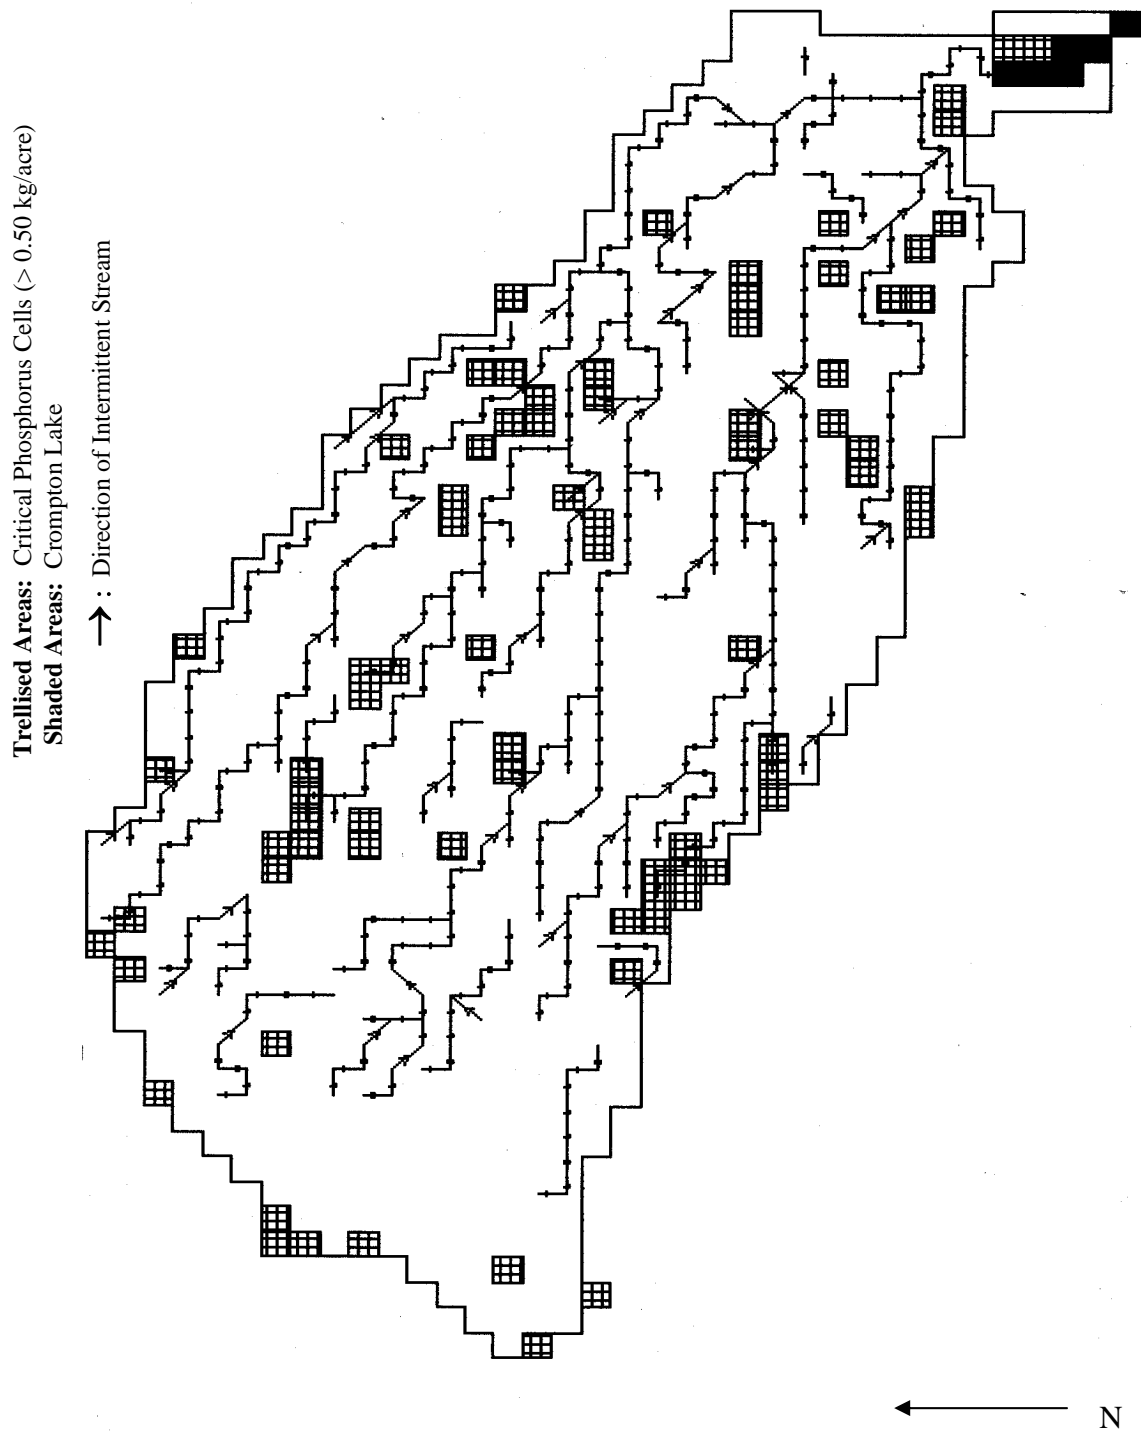 Trellised Areas: Critical Phosphorus Cells (> 0.50 kg/acre)
Shaded Areas: Crompton Lake
→ : Direction of Intermittent Stream
N